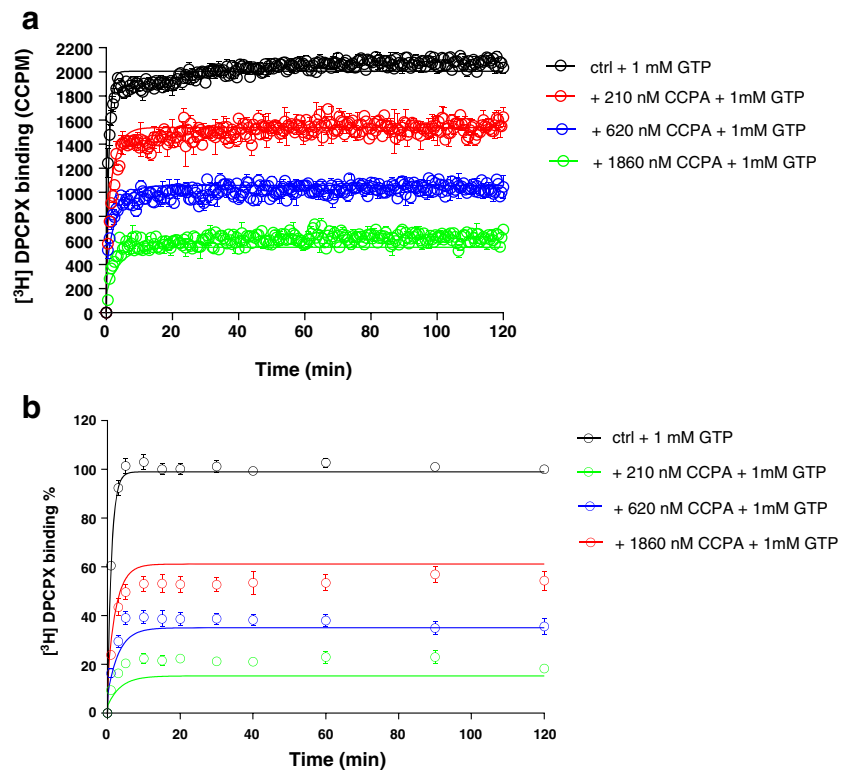 a
[³H] DPCPX binding (CCPM)
2200
2000
1800
1600
1400
1200
1000
800
600
400
200
0
0 20 40 60 80 100 120
Time (min)
ctrl + 1 mM GTP
+ 210 nM CCPA + 1mM GTP
+ 620 nM CCPA + 1mM GTP
+ 1860 nM CCPA + 1mM GTP
b
[³H] DPCPX binding %
120
100
80
60
40
20
0
0 20 40 60 80 100 120
Time (min)
ctrl + 1 mM GTP
+ 210 nM CCPA + 1mM GTP
+ 620 nM CCPA + 1mM GTP
+ 1860 nM CCPA + 1mM GTP